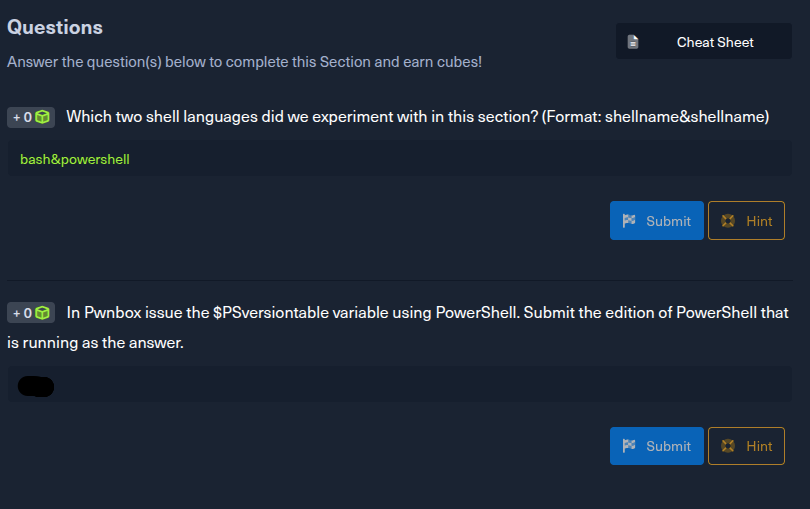 Questions
Cheat Sheet
Answer the question(s) below to complete this Section and earn cubes!
+ 0 Which two shell languages did we experiment with in this section? (Format: shellname&shellname)
bash&powershell
Submit
Hint
+ 0 In Pwnbox issue the $PSversiontable variable using PowerShell. Submit the edition of PowerShell that
is running as the answer.
Submit
Hint